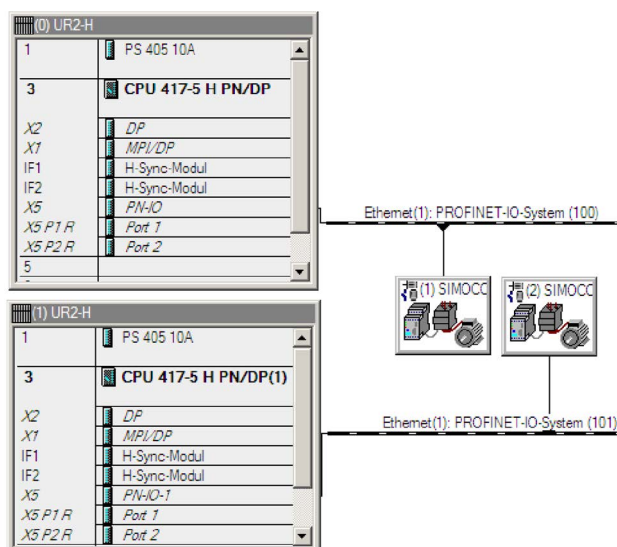 (0) UR2-H
1 PS 405 10A
3 CPU 417-5 H PN/DP
X2 DP
X1 MPI/DP
IF1 H-Sync-Modul
IF2 H-Sync-Modul
X5 PN-IO
X5 P1 R Port 1
X5 P2 R Port 2
5
Ethernet(1): PROFINET-IO-System (100)
(1) SIMOCC
(2) SIMOCC
(1) UR2-H
1 PS 405 10A
3 CPU 417-5 H PN/DP(1)
X2 DP
X1 MPI/DP
IF1 H-Sync-Modul
IF2 H-Sync-Modul
X5 PN-IO-1
X5 P1 R Port 1
X5 P2 R Port 2
Ethernet(1): PROFINET-IO-System (101)